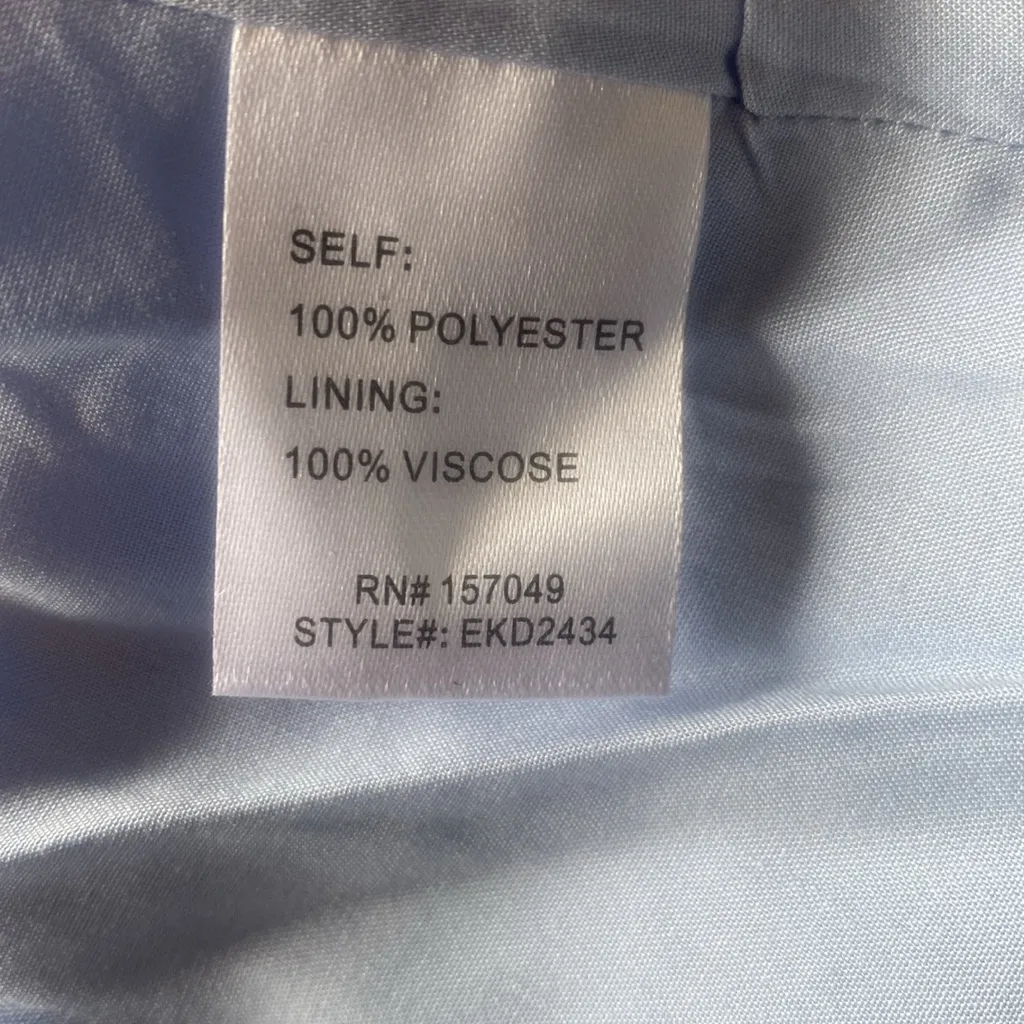 SELF:
100% POLYESTER
LINING:
100% VISCOSE
RN# 157049
STYLE#: EKD2434